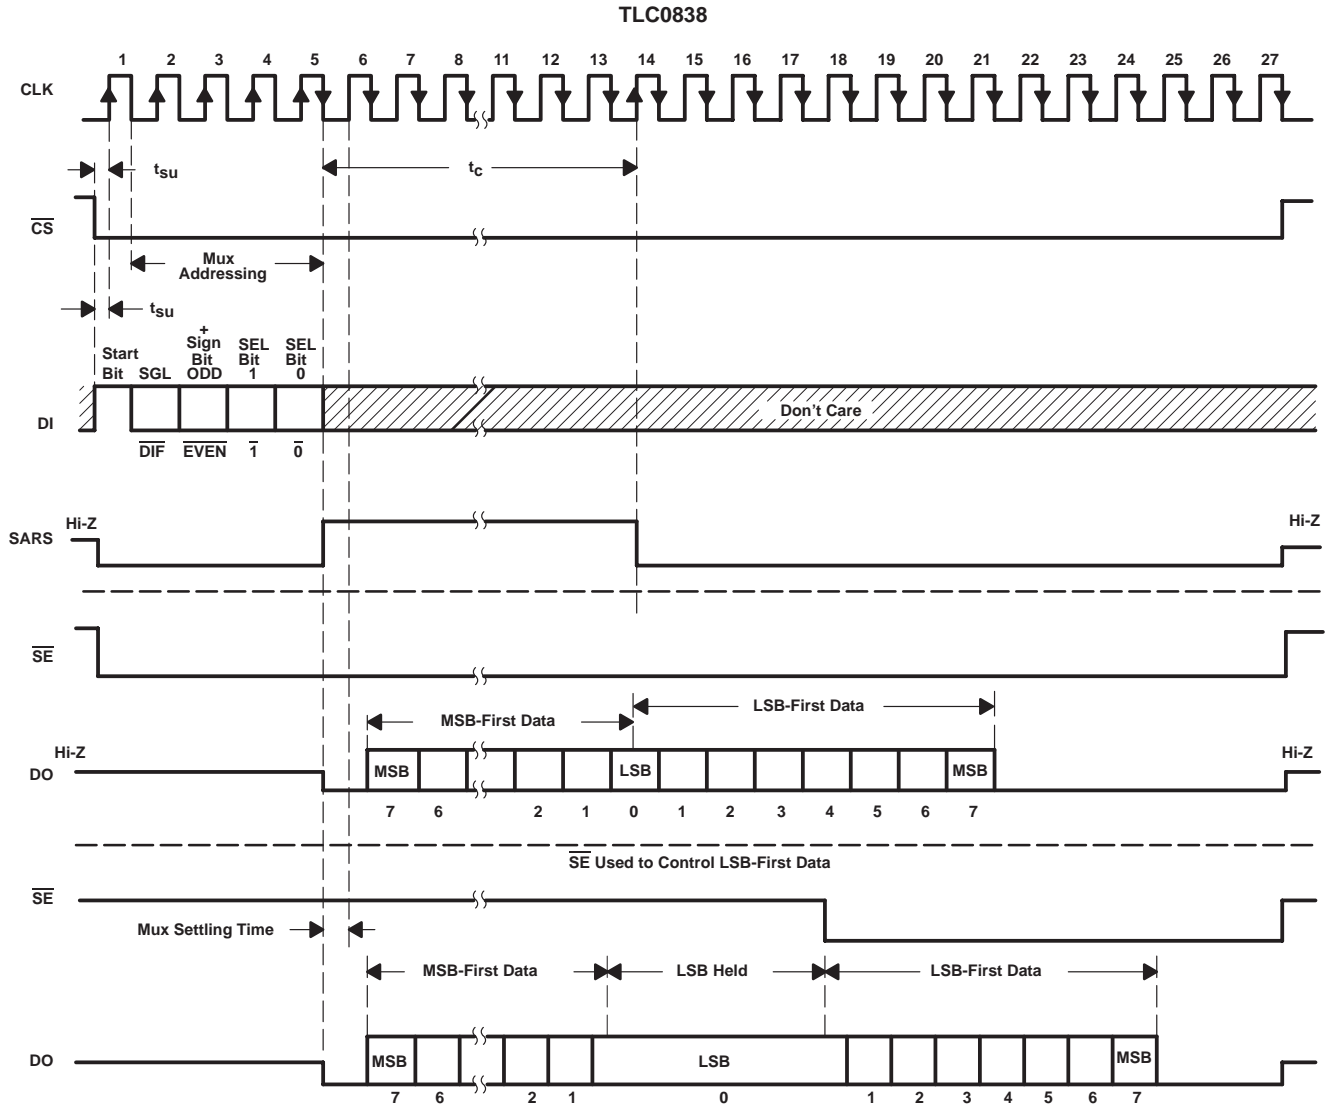 TLC0838
1 2 3 4 5 6 7 8 11 12 13 14 15 16 17 18 19 20 21 22 23 24 25 26 27
CLK
tsu
tc
CS
Mux
Addressing
tsu
+
Sign
Bit
ODD
Start
Bit
SGL
SEL
Bit
1
SEL
Bit
0
DI
Don't Care
DIF EVEN 1 0
Hi-Z
SARS
Hi-Z
SE
MSB-First Data
LSB-First Data
Hi-Z
DO
MSB LSB MSB
Hi-Z
7 6 2 1 0 1 2 3 4 5 6 7
SE Used to Control LSB-First Data
SE
Mux Settling Time
MSB-First Data LSB Held LSB-First Data
DO
MSB LSB MSB
7 6 2 1 0 1 2 3 4 5 6 7